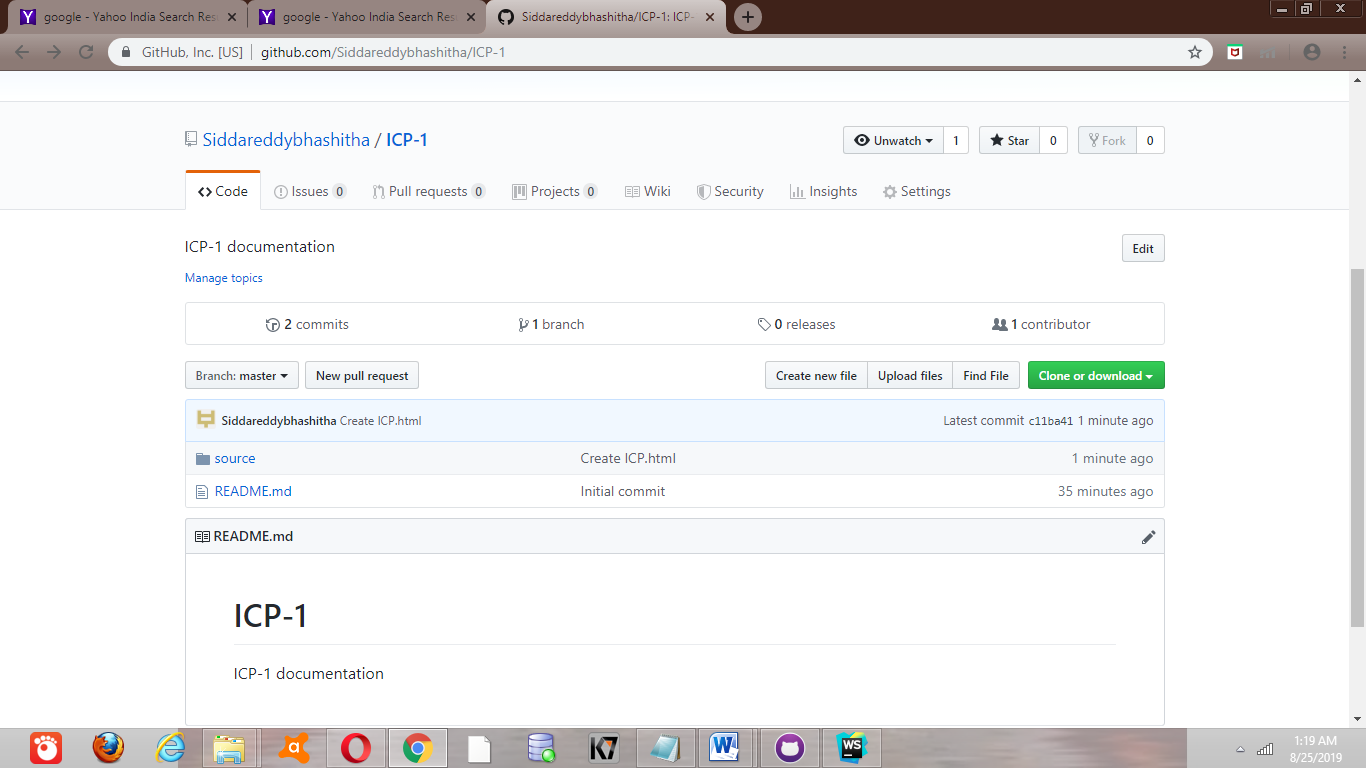 google - Yahoo India Search Res
google - Yahoo India Search Res
Siddareddybhashitha/ICP-1: ICP-
GitHub, Inc. [US] | github.com/Siddareddybhashitha/ICP-1
Siddareddybhashitha / ICP-1
Unwatch 1 Star 0 Fork 0
Code Issues 0 Pull requests 0 Projects 0 Wiki Security Insights Settings
ICP-1 documentation Edit
Manage topics
2 commits 1 branch 0 releases 1 contributor
Branch: master New pull request Create new file Upload files Find File Clone or download
Siddareddybhashitha Create ICP.html Latest commit c11ba41 1 minute ago
source Create ICP.html 1 minute ago
README.md Initial commit 35 minutes ago
README.md
ICP-1
ICP-1 documentation
K7 W WS
1:19 AM
8/25/2019